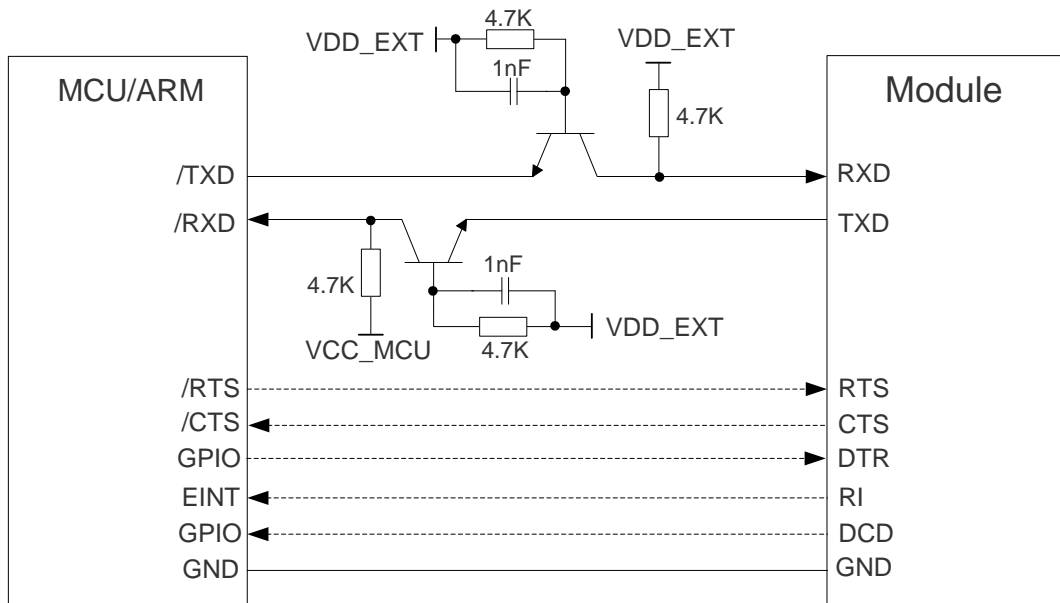 4.7K
VDD_EXT
VDD_EXT
1nF
MCU/ARM
Module
4.7K
/TXD
RXD
/RXD
TXD
1nF
4.7K
VDD_EXT
VCC_MCU
4.7K
/RTS
RTS
/CTS
CTS
GPIO
DTR
EINT
RI
GPIO
DCD
GND
GND